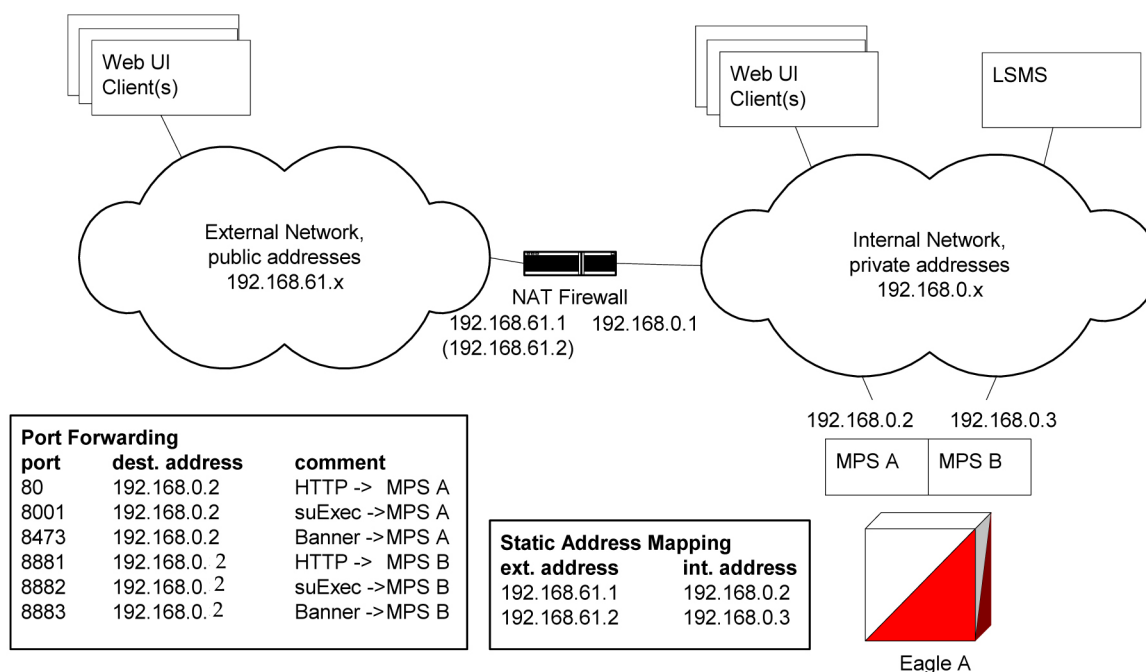 Web UI
Client(s)
Web UI
Client(s)
LSMS
External Network,
public addresses
192.168.61.x
Internal Network,
private addresses
192.168.0.x
NAT Firewall
192.168.61.1 192.168.0.1
(192.168.61.2)
192.168.0.2 192.168.0.3
MPS A MPS B
Port Forwarding
port dest. address comment
80 192.168.0.2 HTTP -> MPS A
8001 192.168.0.2 suExec ->MPS A
8473 192.168.0.2 Banner ->MPS A
8881 192.168.0. 2 HTTP -> MPS B
8882 192.168.0. 2 suExec ->MPS B
8883 192.168.0. 2 Banner ->MPS B
Static Address Mapping
ext. address int. address
192.168.61.1 192.168.0.2
192.168.61.2 192.168.0.3
Eagle A